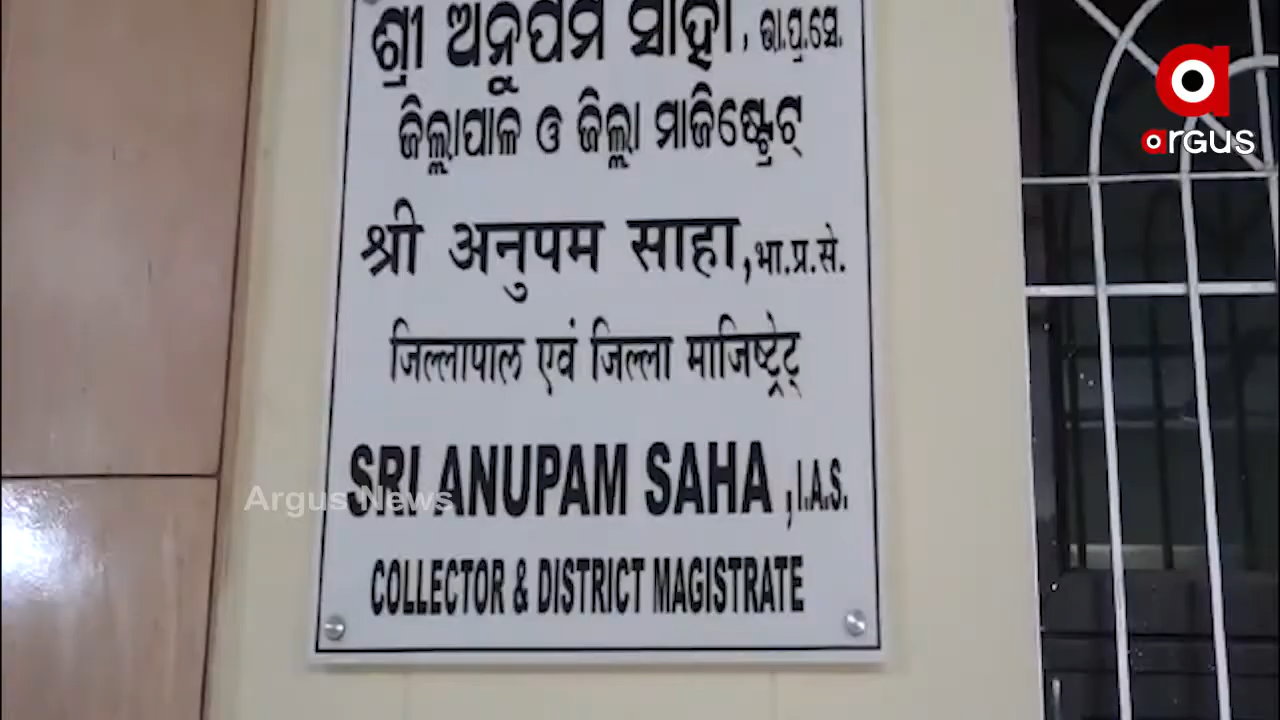 ଶ୍ରୀ ଅନୁପମ ସାହା, ଭା.ପ୍ର.ସେ.
ଜିଲ୍ଲାପାଳ ଓ ଜିଲ୍ଲା ମାଜିଷ୍ଟ୍ରେଟ୍
श्री अनुपम साहा,भा.प्र.से.
जिल्लापाल एवं जिल्ला माजिष्ट्रेट्
SRI ANUPAM SAHA ,I.A.S.
COLLECTOR & DISTRICT MAGISTRATE
argus
Argus News